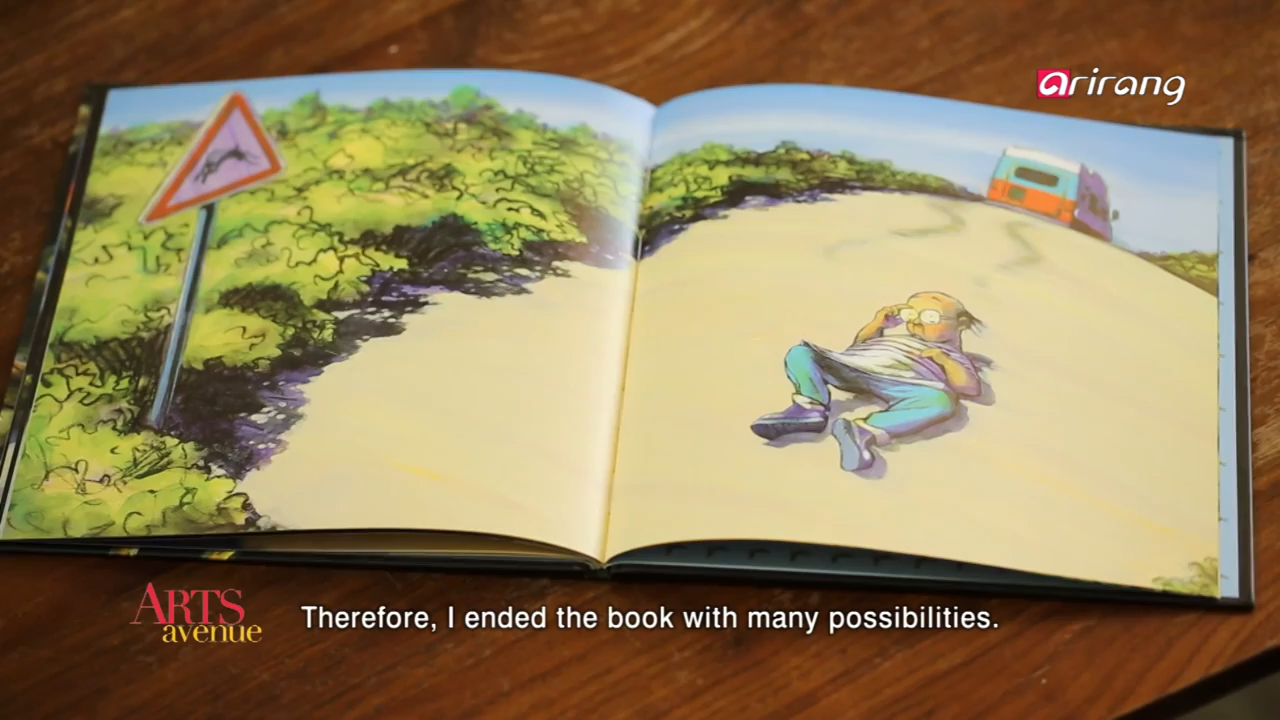 arirang
ARTS
avenue
Therefore, I ended the book with many possibilities.